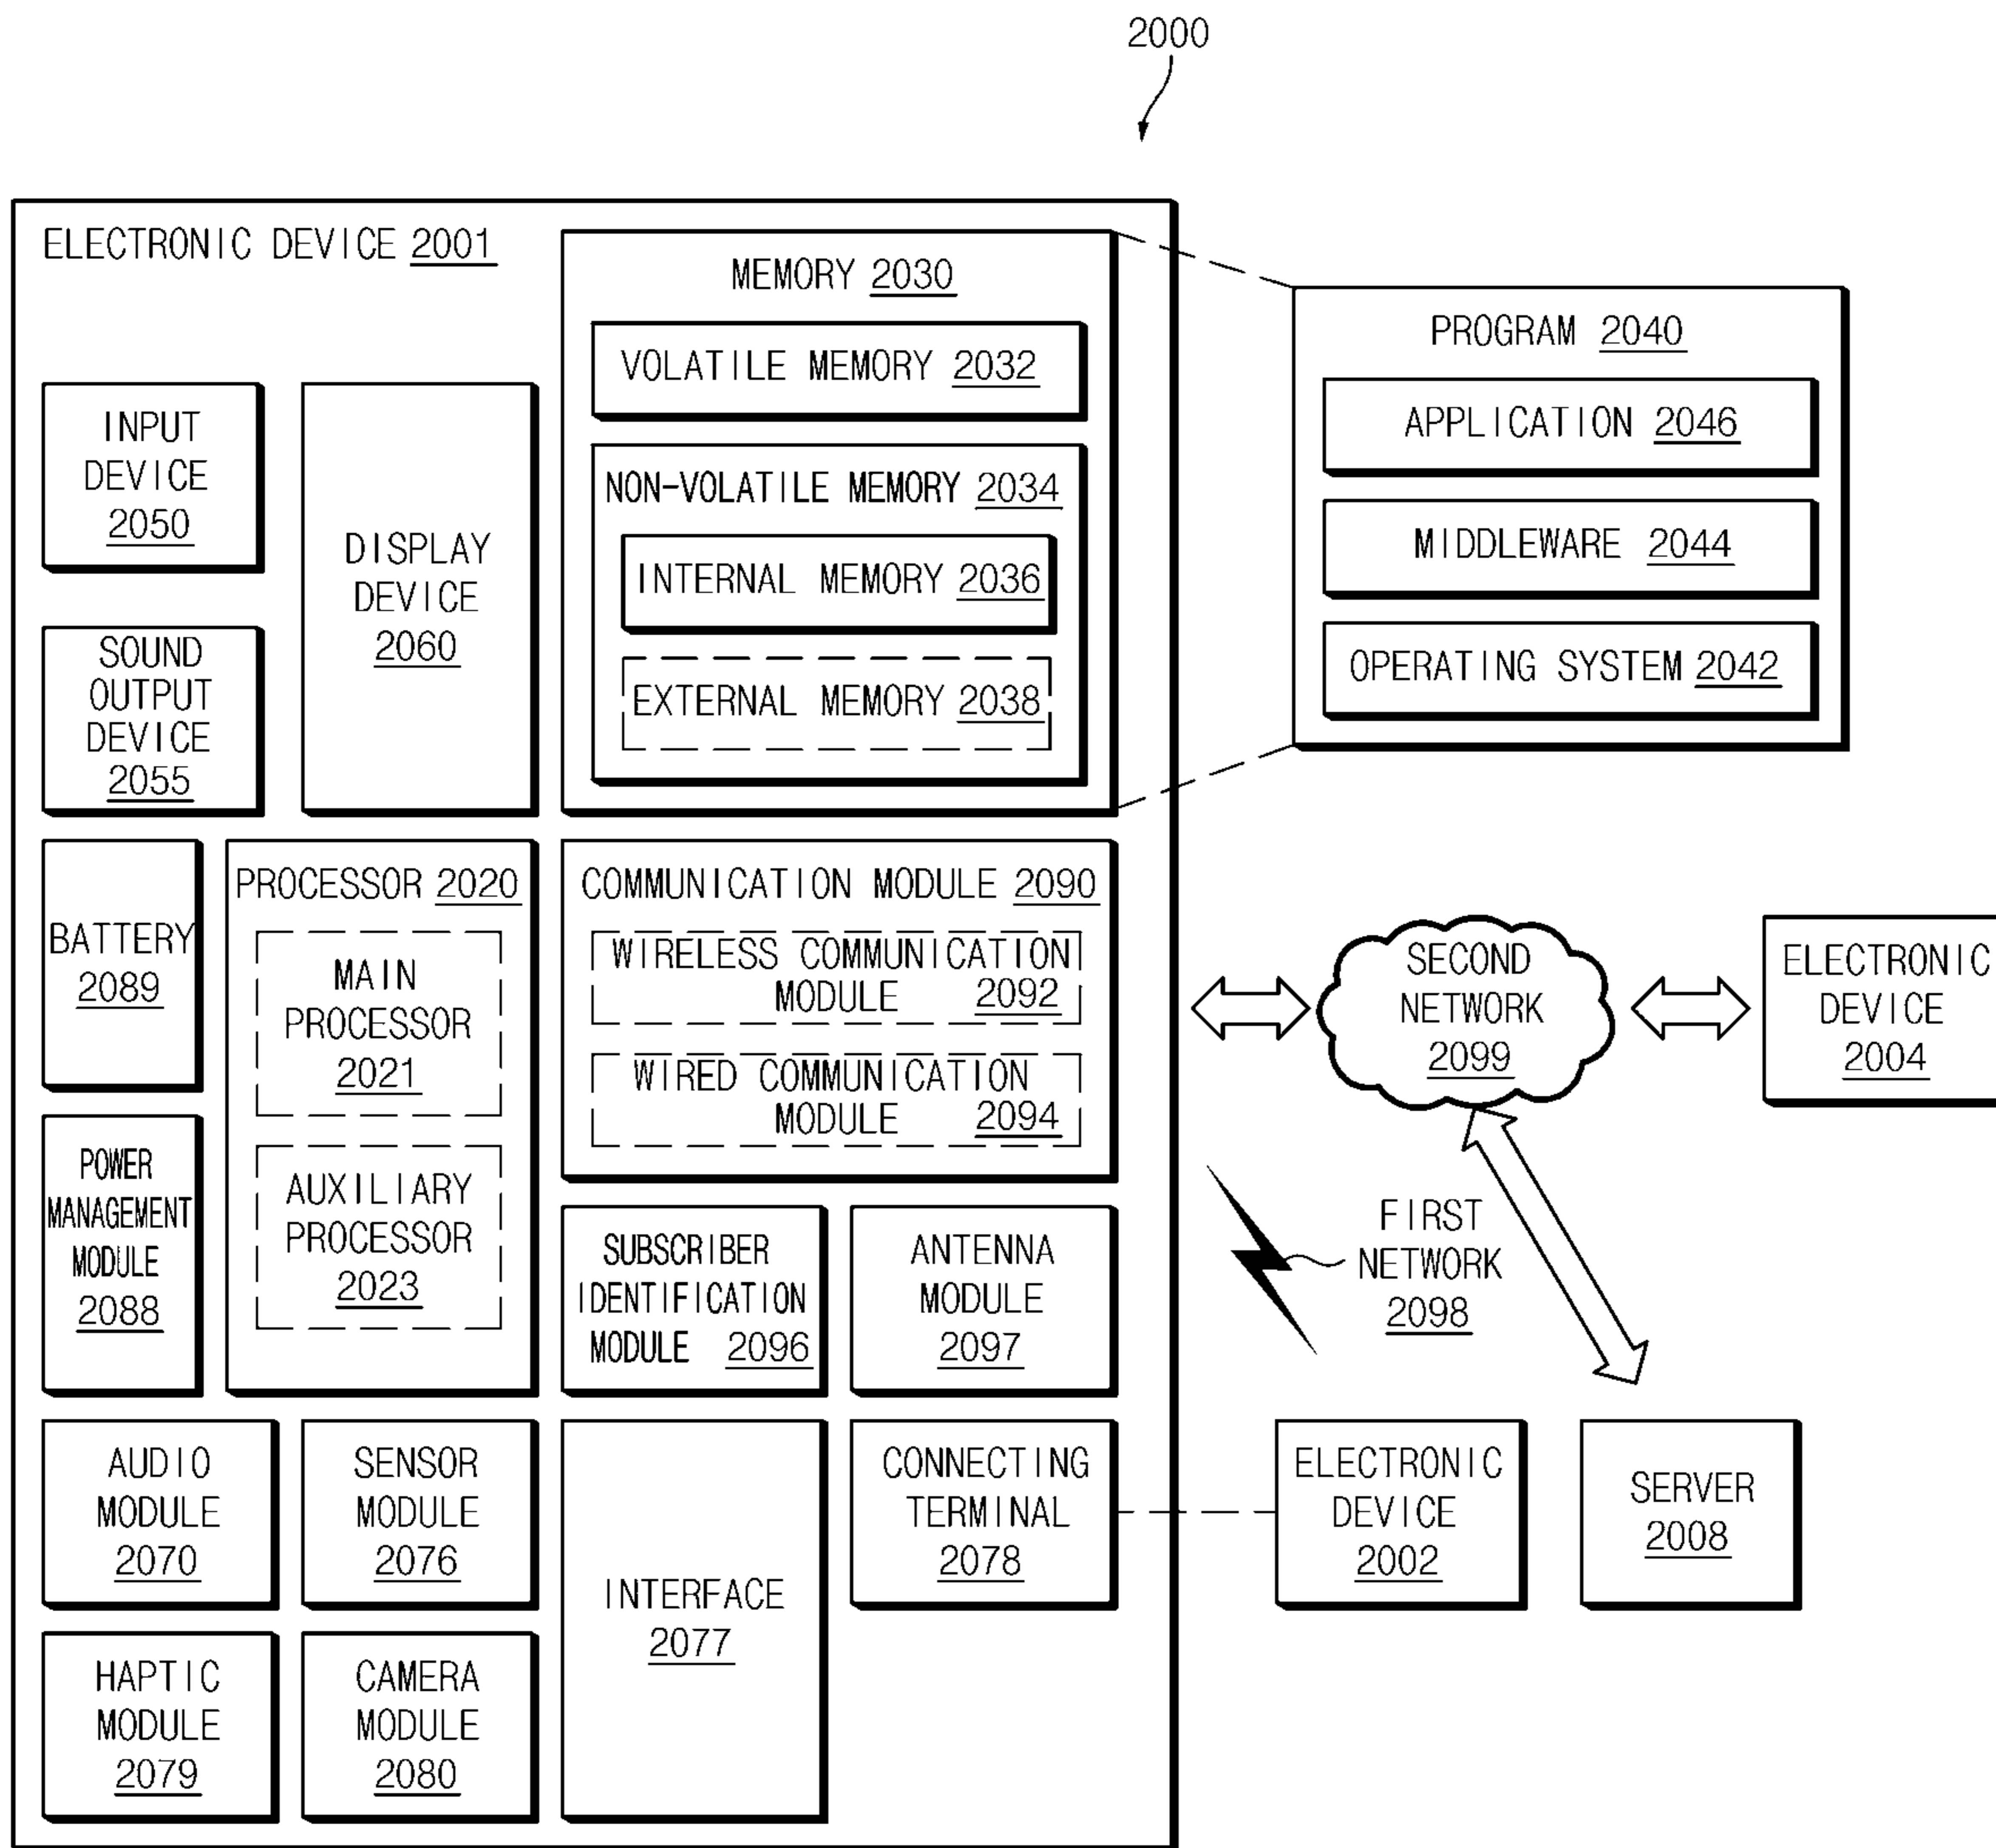 2000
ELECTRONIC DEVICE 2001
MEMORY 2030
VOLATILE MEMORY 2032
NON-VOLATILE MEMORY 2034
INTERNAL MEMORY 2036
EXTERNAL MEMORY 2038
PROGRAM 2040
APPLICATION 2046
MIDDLEWARE 2044
OPERATING SYSTEM 2042
INPUT
DEVICE
2050
DISPLAY
DEVICE
2060
SOUND
OUTPUT
DEVICE
2055
BATTERY
2089
PROCESSOR 2020
MAIN
PROCESSOR
2021
AUXILIARY
PROCESSOR
2023
POWER
MANAGEMENT
MODULE
2088
COMMUNICATION MODULE 2090
WIRELESS COMMUNICATION
MODULE 2092
WIRED COMMUNICATION
MODULE 2094
SUBSCRIBER
IDENTIFICATION
MODULE 2096
ANTENNA
MODULE
2097
SECOND
NETWORK
2099
ELECTRONIC
DEVICE
2004
FIRST
NETWORK
2098
AUDIO
MODULE
2070
SENSOR
MODULE
2076
INTERFACE
2077
CONNECTING
TERMINAL
2078
ELECTRONIC
DEVICE
2002
SERVER
2008
HAPTIC
MODULE
2079
CAMERA
MODULE
2080